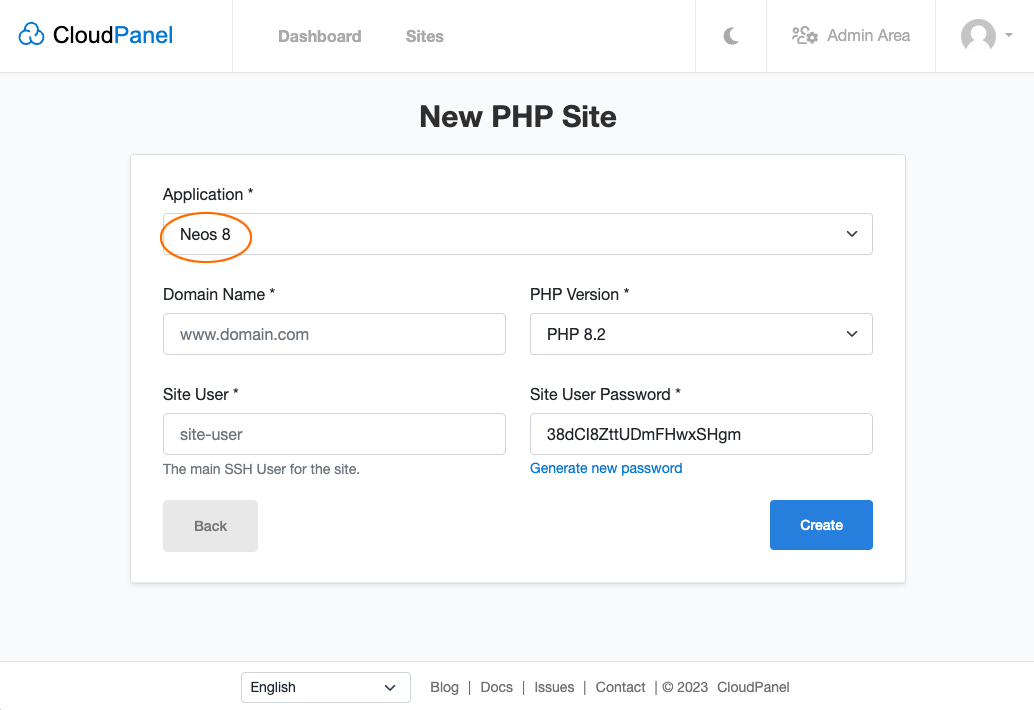 CloudPanel Dashboard Sites Admin Area
New PHP Site
Application *
Neos 8
Domain Name * PHP Version *
www.domain.com PHP 8.2
Site User * Site User Password *
site-user 38dCl8ZttUDmFHwxSHgm
The main SSH User for the site. Generate new password
Back Create
English Blog | Docs | Issues | Contact | © 2023 CloudPanel